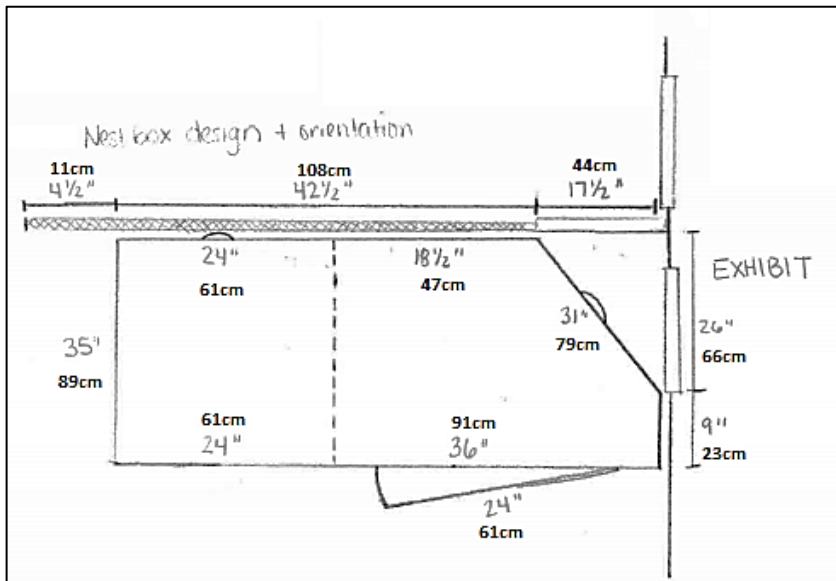 Nest box design + orientation
11cm
4½"
108cm
42½"
44cm
17½"
24"
61cm
18½"
47cm
EXHIBIT
31"
79cm
26"
66cm
35"
89cm
61cm
24"
91cm
36"
9"
23cm
24"
61cm